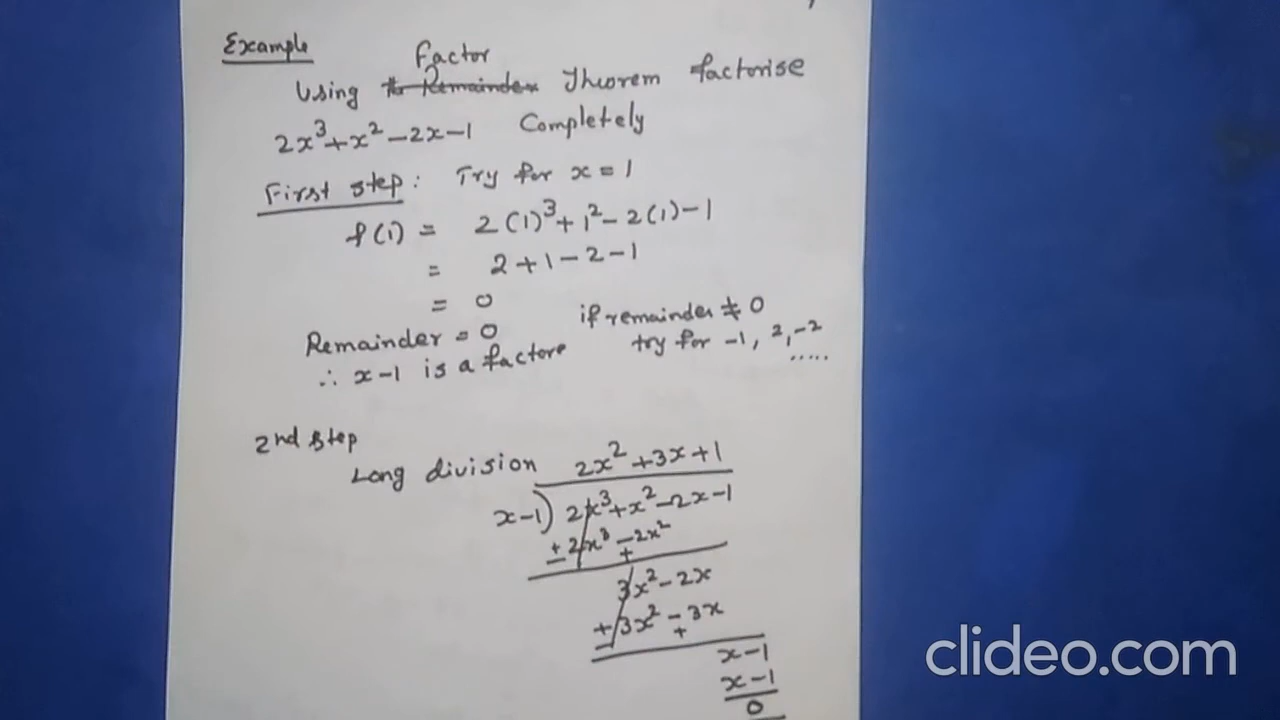 Example
Factor
Using Remainder Theorem factorise
2x³+x²-2x-1 Completely
First step: Try for x = 1
f(1) = 2(1)³+1²-2(1)-1
= 2+1-2-1
= 0
Remainder = 0
if remainder ≠ 0
∴ x-1 is a factor
try for -1, 2, -2
.....
2nd step
Long division 2x²+3x+1
x-1) 2x³+x²-2x-1
± 2x³ -2x²
+
3x²-2x
+3x² - 3x
- +
x-1
x-1
0
clideo.com